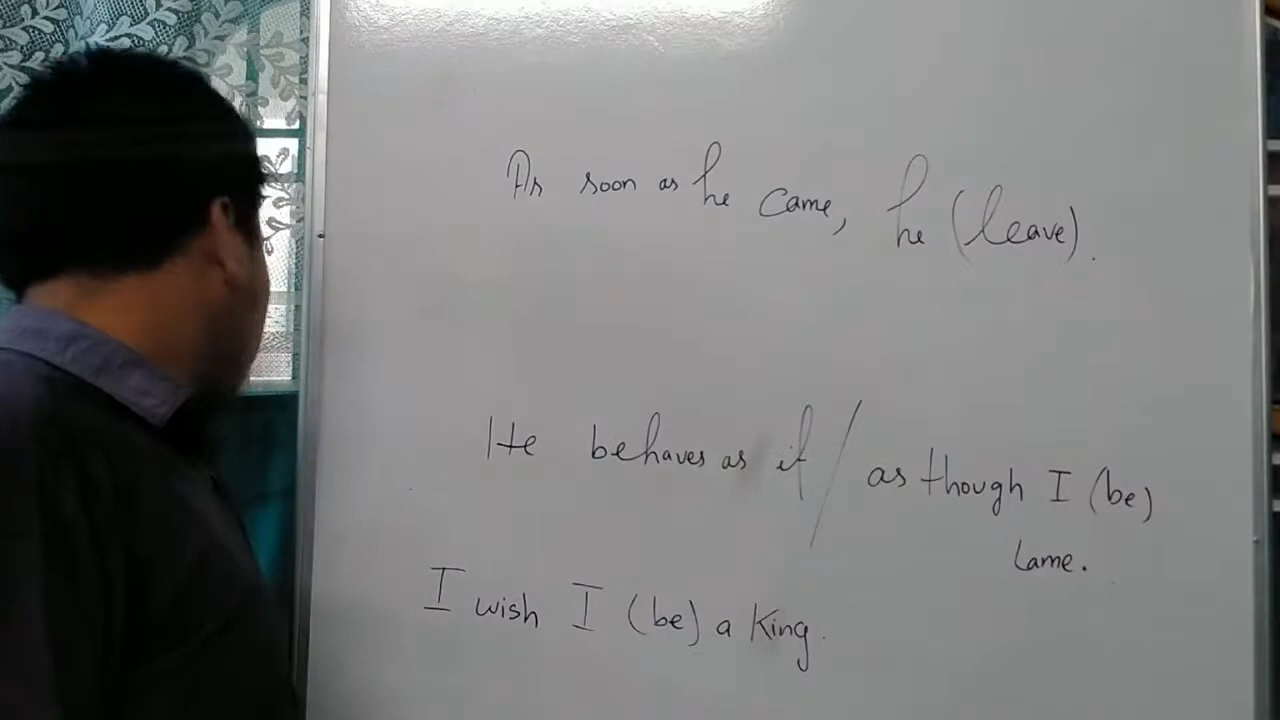 As soon as he came, he (leave).
He behaves as if / as though I (be)
lame.
I wish I (be) a King.